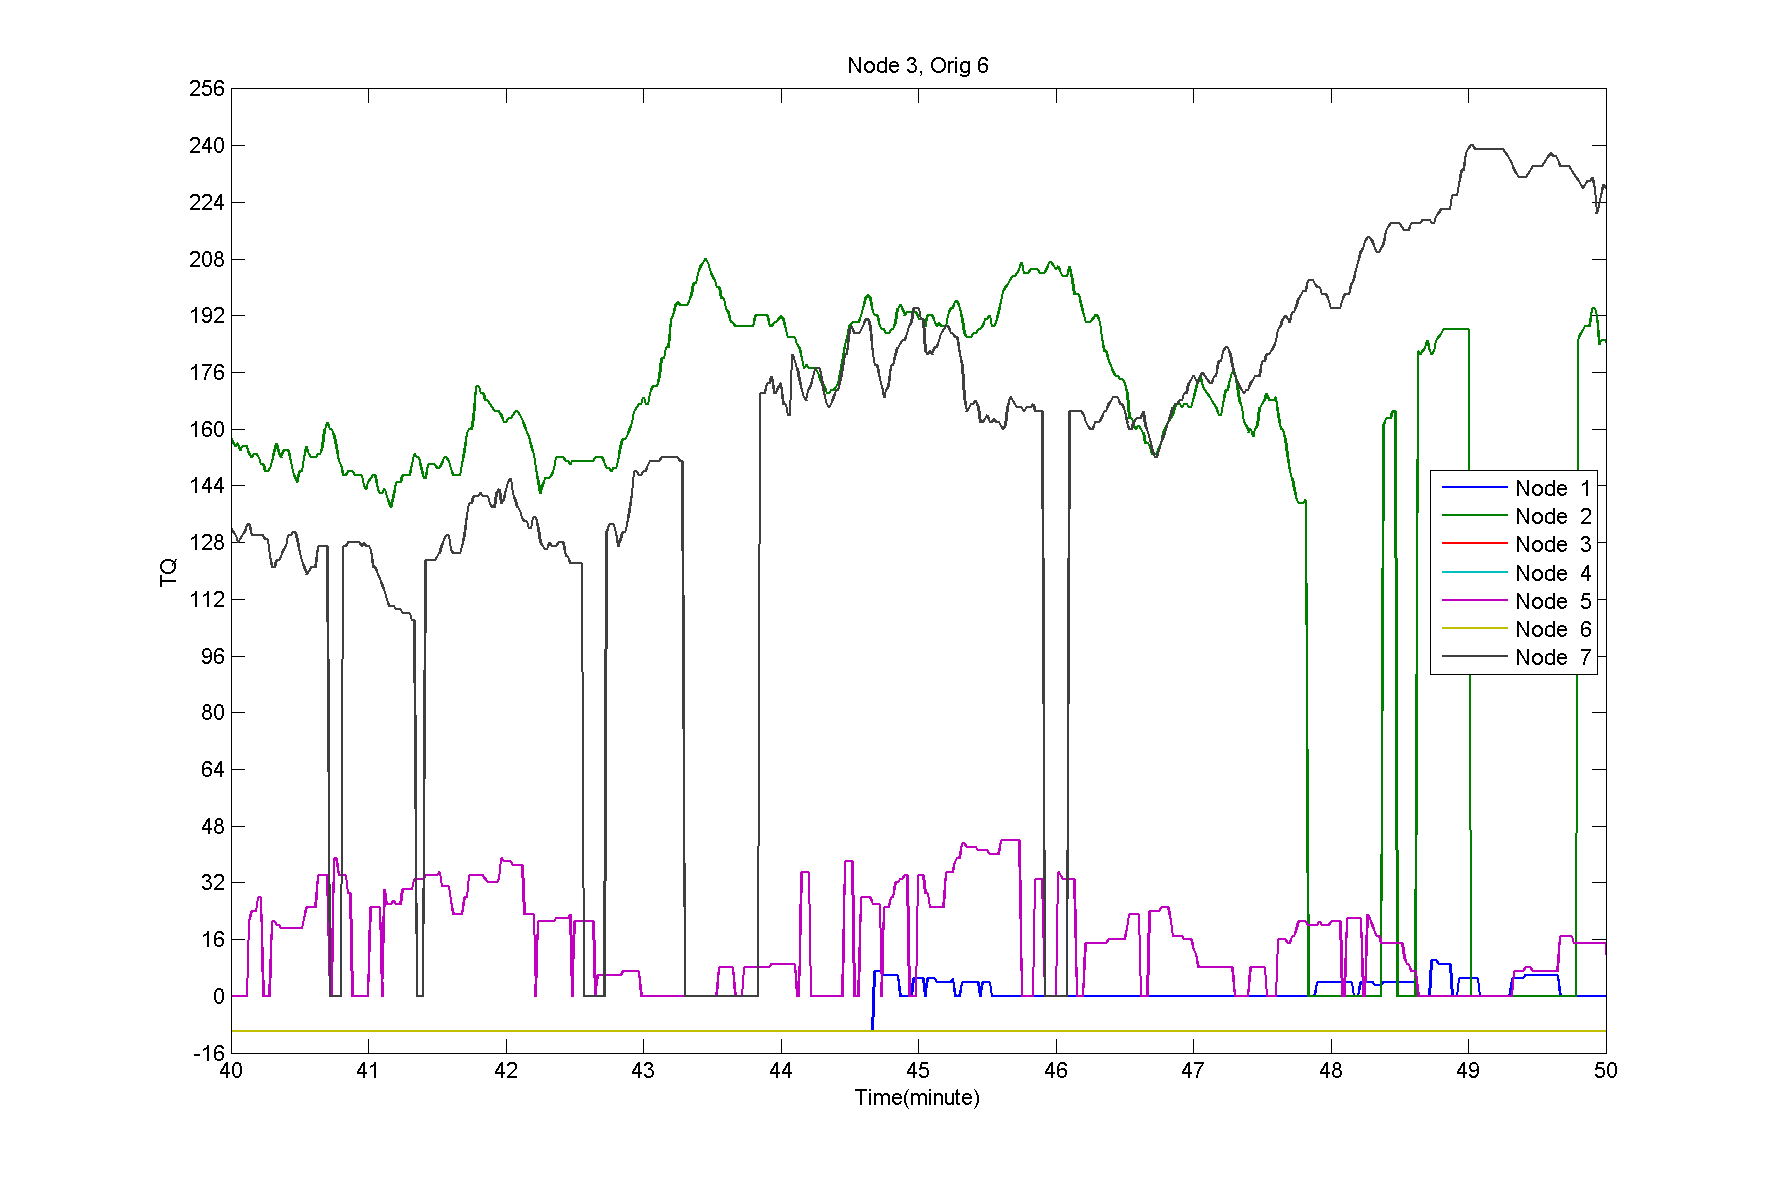 Node 3, Orig 6
256
240
224
208
192
176
160
144
128
112
96
80
64
48
32
16
0
-16
TQ
Node 1
Node 2
Node 3
Node 4
Node 5
Node 6
Node 7
40 41 42 43 44 45 46 47 48 49 50
Time(minute)